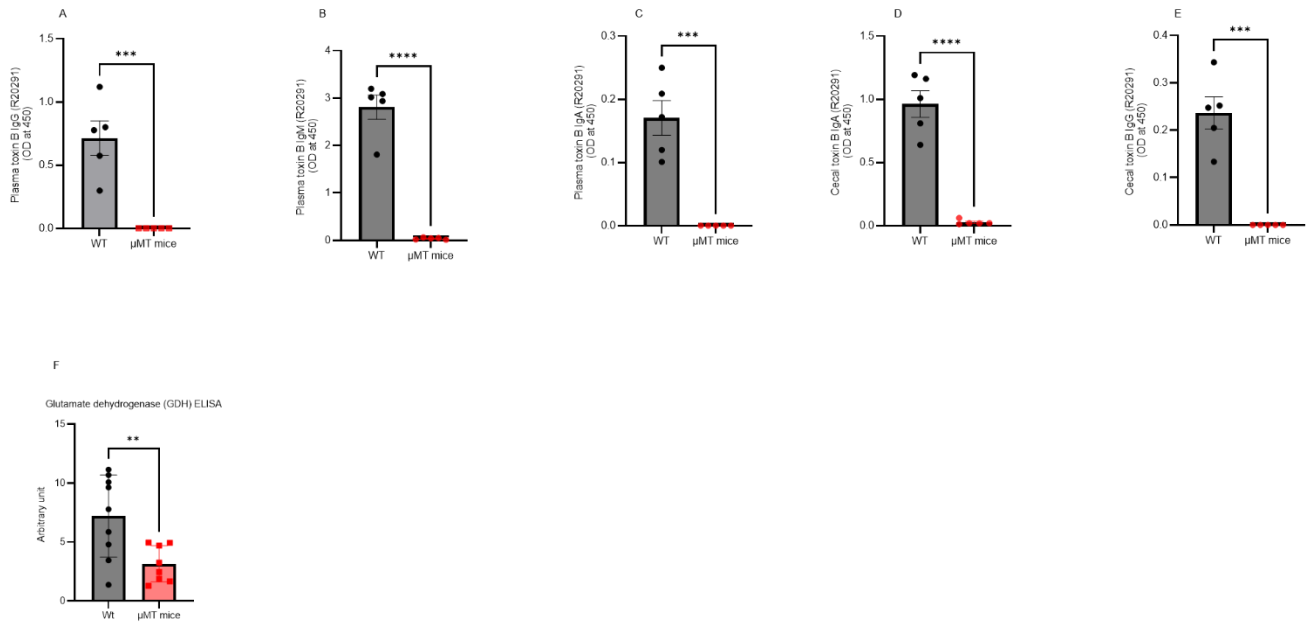 A
Plasma toxin B IgG (R20291)
(OD at 450)
1.5
1.0
0.5
0.0
***
WT
µMT mice
B
Plasma toxin B IgM (R20291)
(OD at 450)
4
3
2
1
0
****
WT
µMT mice
C
Plasma toxin B IgA (R20291)
(OD at 450)
0.3
0.2
0.1
0.0
***
WT
µMT mice
D
Cecal toxin B IgA (R20291)
(OD at 450)
1.5
1.0
0.5
0.0
****
WT
µMT mice
E
Cecal toxin B IgG (R20291)
(OD at 450)
0.4
0.3
0.2
0.1
0.0
***
WT
µMT mice
F
Glutamate dehydrogenase (GDH) ELISA
Arbitrary unit
15
10
5
0
**
Wt
µMT mice